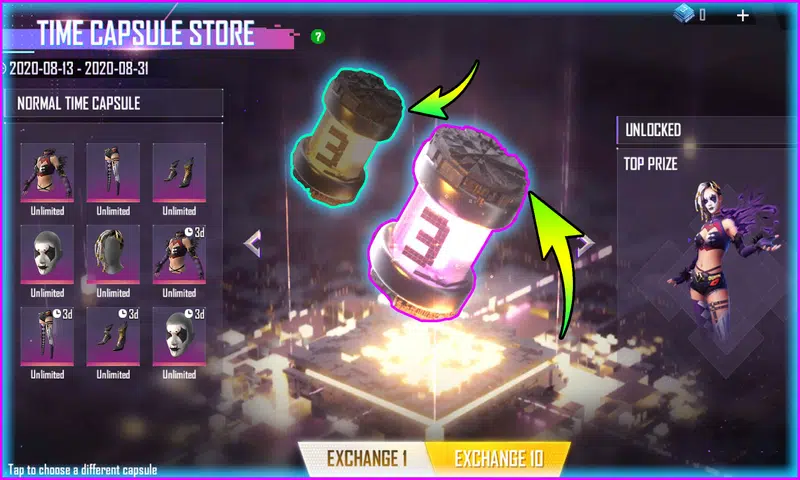 TIME CAPSULE STORE
?
0
+
2020-08-13 - 2020-08-31
NORMAL TIME CAPSULE
Unlimited
Unlimited
Unlimited
3d
Unlimited
Unlimited
Unlimited
3d
3d
3d
Unlimited
Unlimited
Unlimited
3
3
UNLOCKED
TOP PRIZE
EXCHANGE 1
EXCHANGE 10
Tap to choose a different capsule